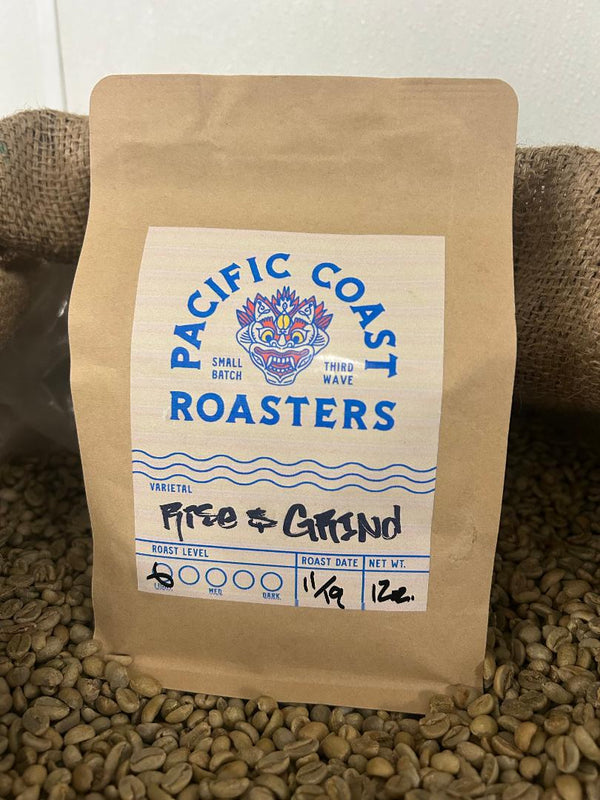 PACIFIC COAST
SMALL BATCH
THIRD WAVE
ROASTERS
VARIETAL
RISE & GRIND
ROAST LEVEL
LIGHT
MED
DARK
ROAST DATE
11/19
NET WT.
12oz.